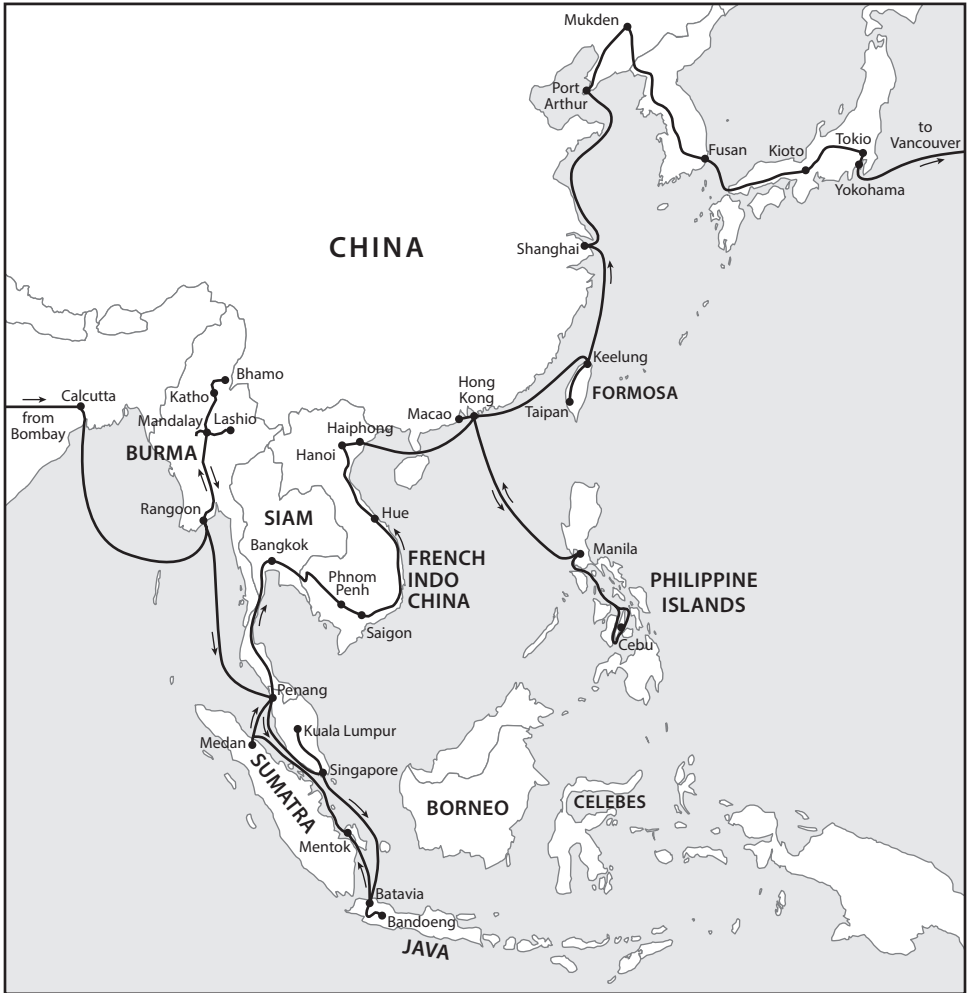 Mukden
Port
Arthur
Fusan
Kioto
Tokio
to
Vancouver
Yokohama
CHINA
Shanghai
Keelung
FORMOSA
Taipan
Hong
Kong
Macao
Bhamo
Katho
Calcutta
from
Bombay
Mandalay
Lashio
BURMA
Haiphong
Hanoi
Rangoon
SIAM
Hue
Bangkok
FRENCH
INDO
CHINA
Phnom
Penh
Saigon
Manila
PHILIPPINE
ISLANDS
Cebu
Penang
Kuala Lumpur
Medan
Singapore
SUMATRA
BORNEO
CELEBES
Mentok
Batavia
Bandoeng
JAVA